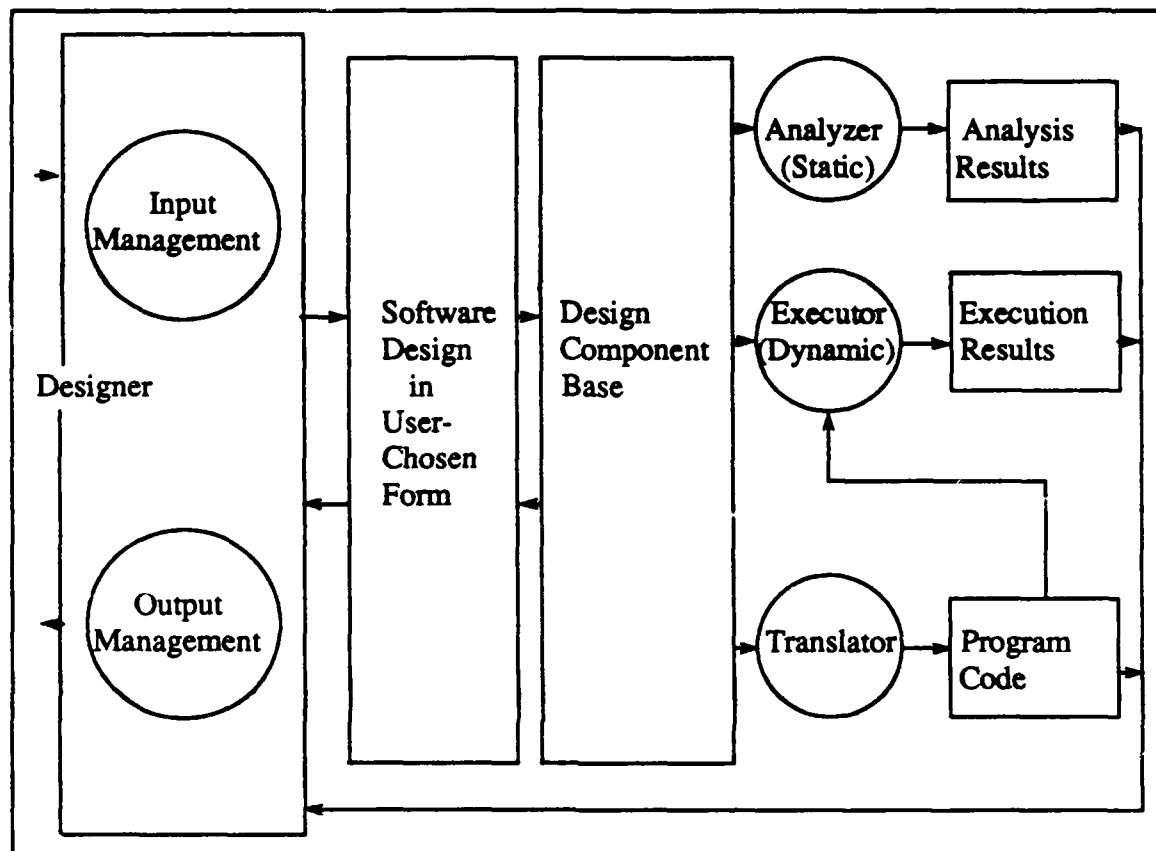 Input
Management
Designer
Output
Management
Software
Design
in
User-
Chosen
Form
Design
Component
Base
Analyzer
(Static)
Analysis
Results
Executor
(Dynamic)
Execution
Results
Translator
Program
Code